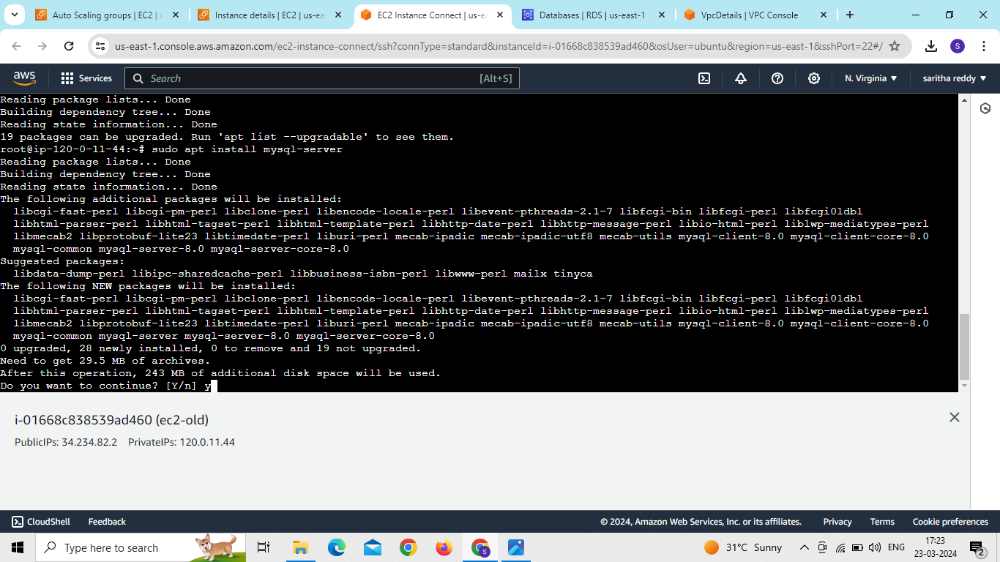 Auto Scaling groups | EC2 | u
Instance details | EC2 | us-ea
EC2 Instance Connect | us-e
Databases | RDS | us-east-1
VpcDetails | VPC Console
us-east-1.console.aws.amazon.com/ec2-instance-connect/ssh?connType=standard&instanceId=i-01668c838539ad460&osUser=ubuntu&region=us-east-1&sshPort=22#/
S
aws
Services
Search
[Alt+S]
N. Virginia
saritha reddy
Reading package lists... Done
Building dependency tree... Done
Reading state information... Done
19 packages can be upgraded. Run 'apt list --upgradable' to see them.
root@ip-120-0-11-44:~# sudo apt install mysql-server
Reading package lists... Done
Building dependency tree... Done
Reading state information... Done
The following additional packages will be installed:
libcgi-fast-perl libcgi-pm-perl libclone-perl libencode-locale-perl libevent-pthreads-2.1-7 libfcgi-bin libfcgi-perl libfcgi0ldbl
libhtml-parser-perl libhtml-tagset-perl libhtml-template-perl libhttp-date-perl libhttp-message-perl libio-html-perl liblwp-mediatypes-perl
libmecab2 libprotobuf-lite23 libtimedate-perl liburi-perl mecab-ipadic mecab-ipadic-utf8 mecab-utils mysql-client-8.0 mysql-client-core-8.0
mysql-common mysql-server-8.0 mysql-server-core-8.0
Suggested packages:
libdata-dump-perl libipc-sharedcache-perl libbusiness-isbn-perl libwww-perl mailx tinyca
The following NEW packages will be installed:
libcgi-fast-perl libcgi-pm-perl libclone-perl libencode-locale-perl libevent-pthreads-2.1-7 libfcgi-bin libfcgi-perl libfcgi0ldbl
libhtml-parser-perl libhtml-tagset-perl libhtml-template-perl libhttp-date-perl libhttp-message-perl libio-html-perl liblwp-mediatypes-perl
libmecab2 libprotobuf-lite23 libtimedate-perl liburi-perl mecab-ipadic mecab-ipadic-utf8 mecab-utils mysql-client-8.0 mysql-client-core-8.0
mysql-common mysql-server mysql-server-8.0 mysql-server-core-8.0
0 upgraded, 28 newly installed, 0 to remove and 19 not upgraded.
Need to get 29.5 MB of archives.
After this operation, 243 MB of additional disk space will be used.
Do you want to continue? [Y/n] y
i-01668c838539ad460 (ec2-old)
PublicIPs: 34.234.82.2 PrivateIPs: 120.0.11.44
CloudShell
Feedback
© 2024, Amazon Web Services, Inc. or its affiliates.
Privacy
Terms
Cookie preferences
Type here to search
S
31°C Sunny
ENG
17:23
23-03-2024
2